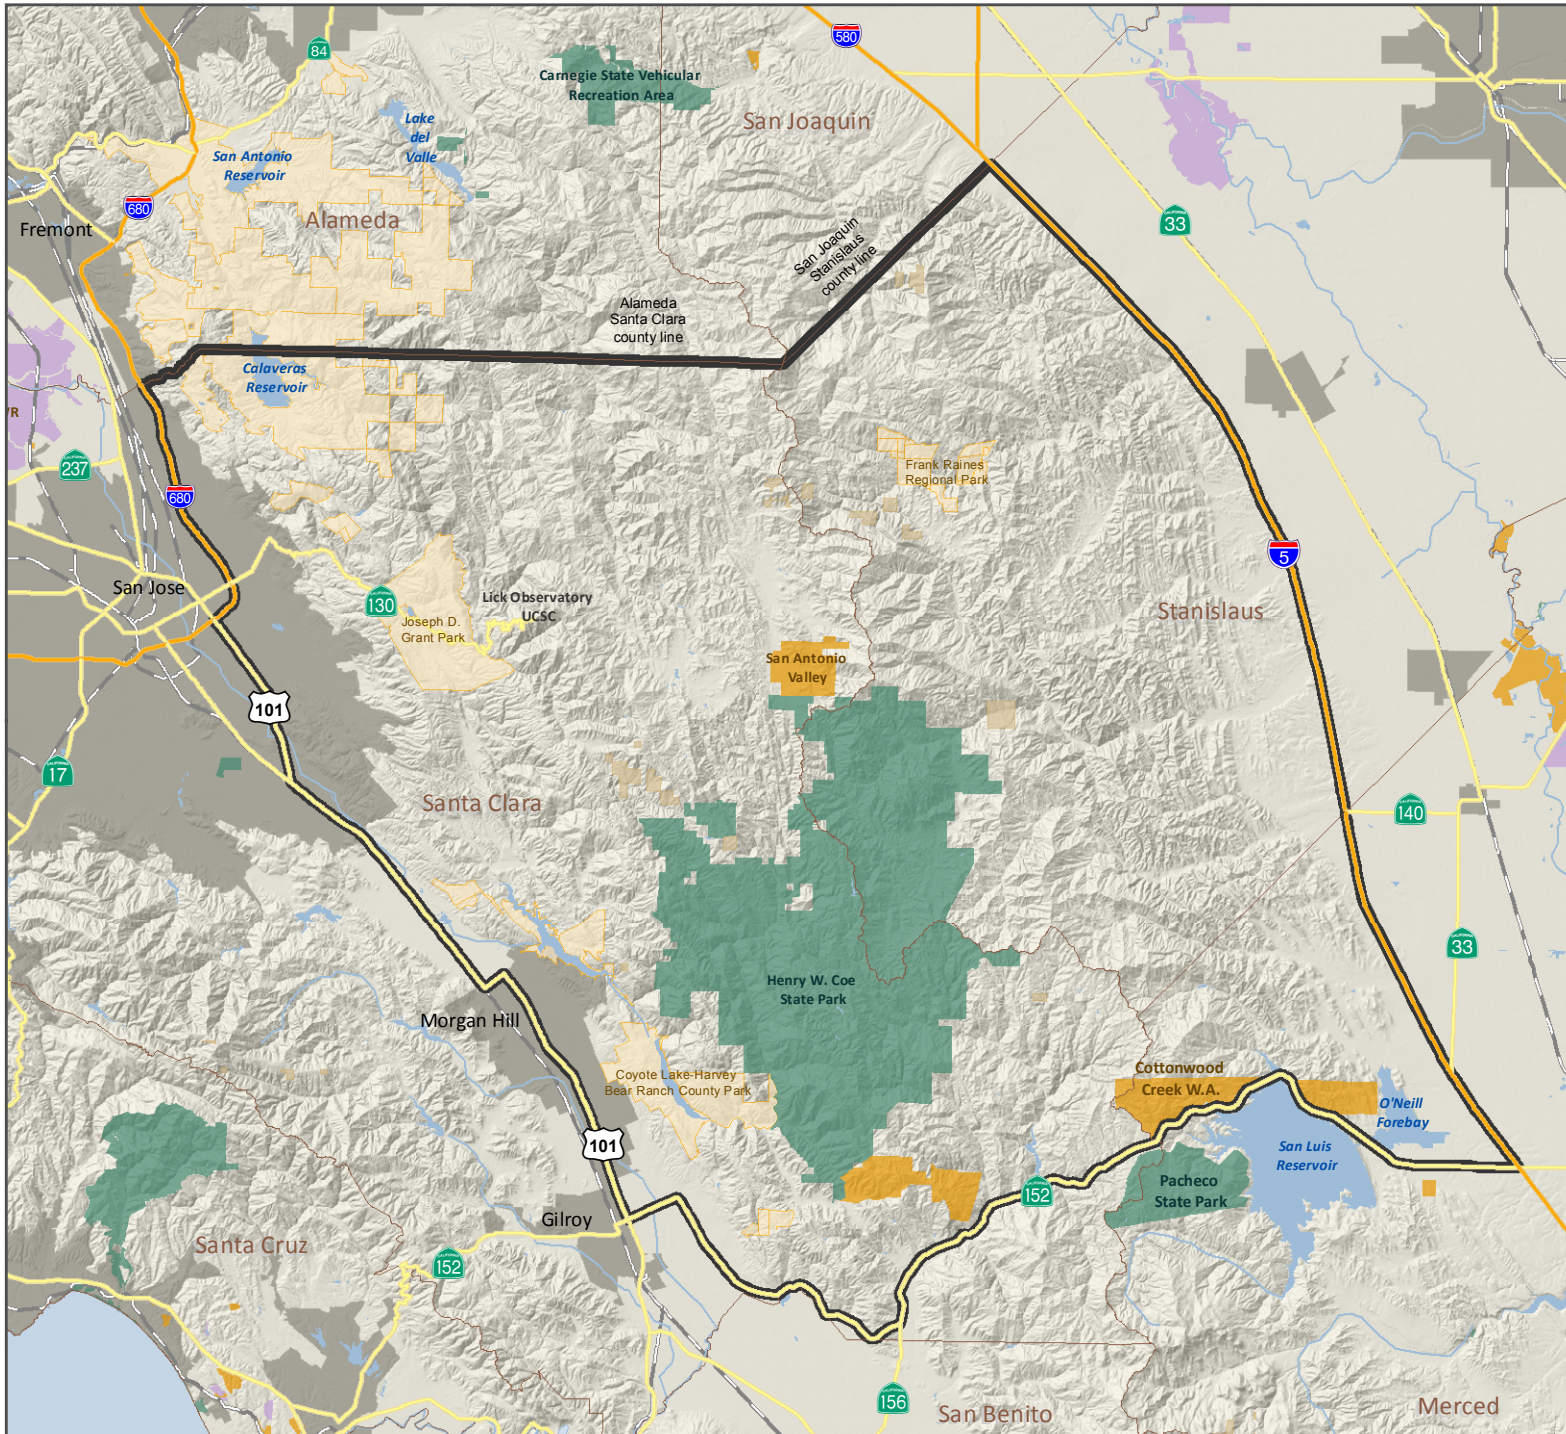 580
84
Carnegie State Vehicular
Recreation Area
Lake
del
Valle
San Joaquin
San Antonio
Reservoir
680
Alameda
CALIFORNIA
33
Fremont
San Joaquin
Stanislaus
county line
Alameda
Santa Clara
county line
Calaveras
Reservoir
VR
237
Frank Raines
Regional Park
680
5
San Jose
130
Lick Observatory
UCSC
Joseph D.
Grant Park
Stanislaus
San Antonio
Valley
101
17
Santa Clara
140
33
Henry W. Coe
State Park
Morgan Hill
Coyote Lake-Harvey
Bear Ranch County Park
Cottonwood
Creek W.A.
O'Neill
Forebay
101
San Luis
Reservoir
Pacheco
State Park
152
Gilroy
Santa Cruz
152
156
San Benito
Merced